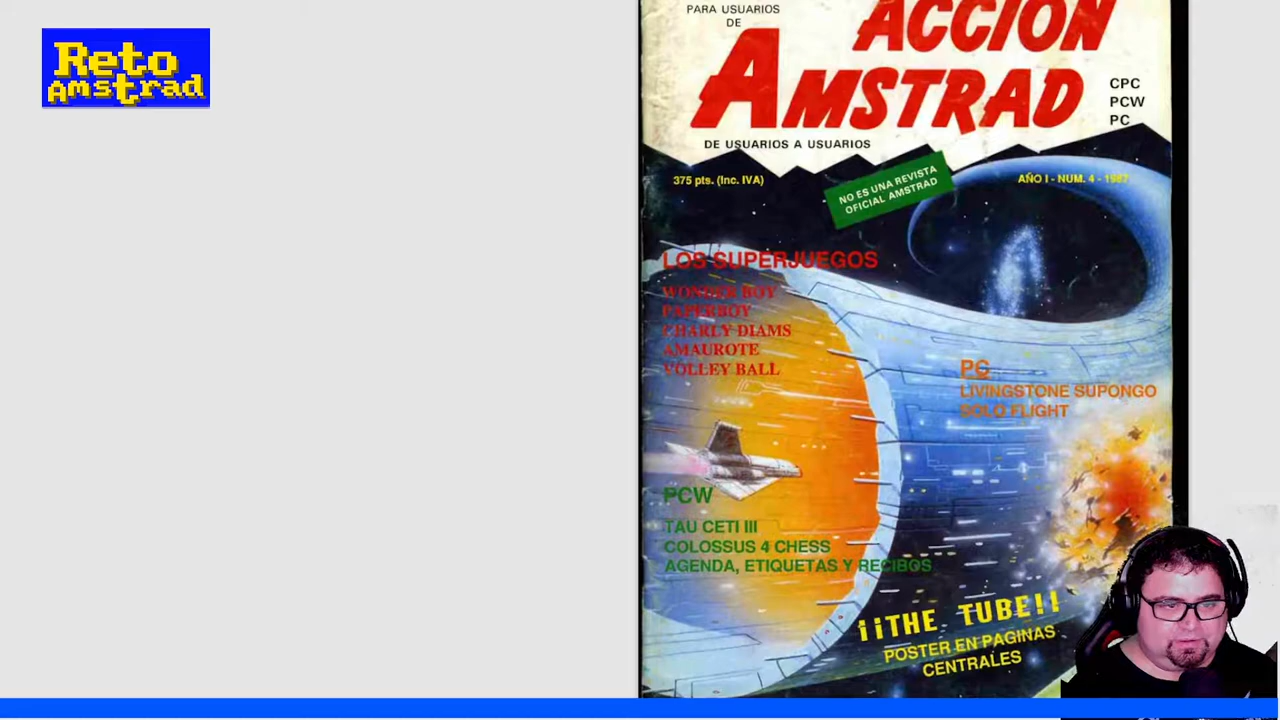 Reto
Amstrad
PARA USUARIOS
DE
ACCION
AMSTRAD
CPC
PCW
PC
DE USUARIOS A USUARIOS
375 pts. (Inc. IVA)
NO ES UNA REVISTA
OFICIAL AMSTRAD
AÑO I - NUM. 4 - 1987
LOS SUPERJUEGOS
WONDER BOY
PAPERBOY
CHARLY DIAMS
AMAUROTE
VOLLEY BALL
PC
LIVINGSTONE SUPONGO
SOLO FLIGHT
PCW
TAU CETI III
COLOSSUS 4 CHESS
AGENDA, ETIQUETAS Y RECIBOS
¡¡THE TUBE!!
POSTER EN PAGINAS
CENTRALES